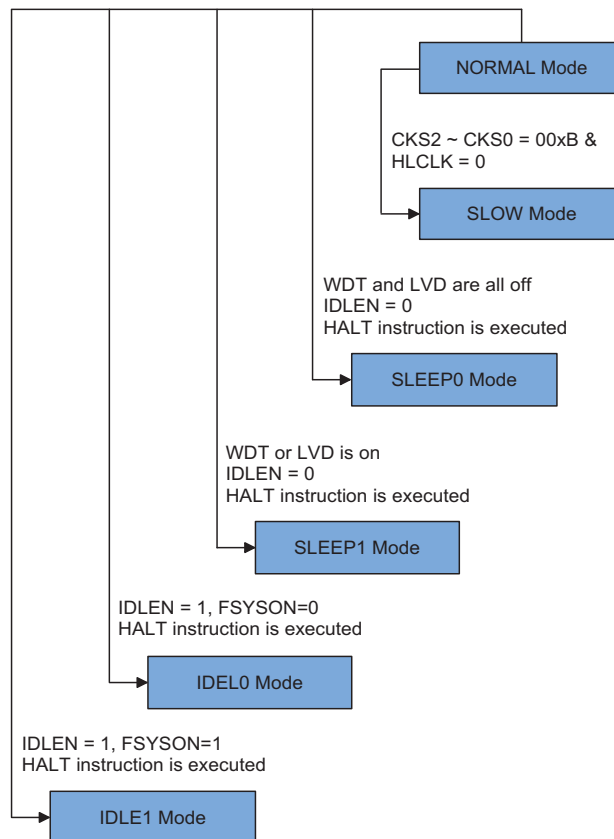 NORMAL Mode
CKS2 ~ CKS0 = 00xB &
HLCLK = 0
SLOW Mode
WDT and LVD are all off
IDLEN = 0
HALT instruction is executed
SLEEP0 Mode
WDT or LVD is on
IDLEN = 0
HALT instruction is executed
SLEEP1 Mode
IDLEN = 1, FSYSON=0
HALT instruction is executed
IDEL0 Mode
IDLEN = 1, FSYSON=1
HALT instruction is executed
IDLE1 Mode